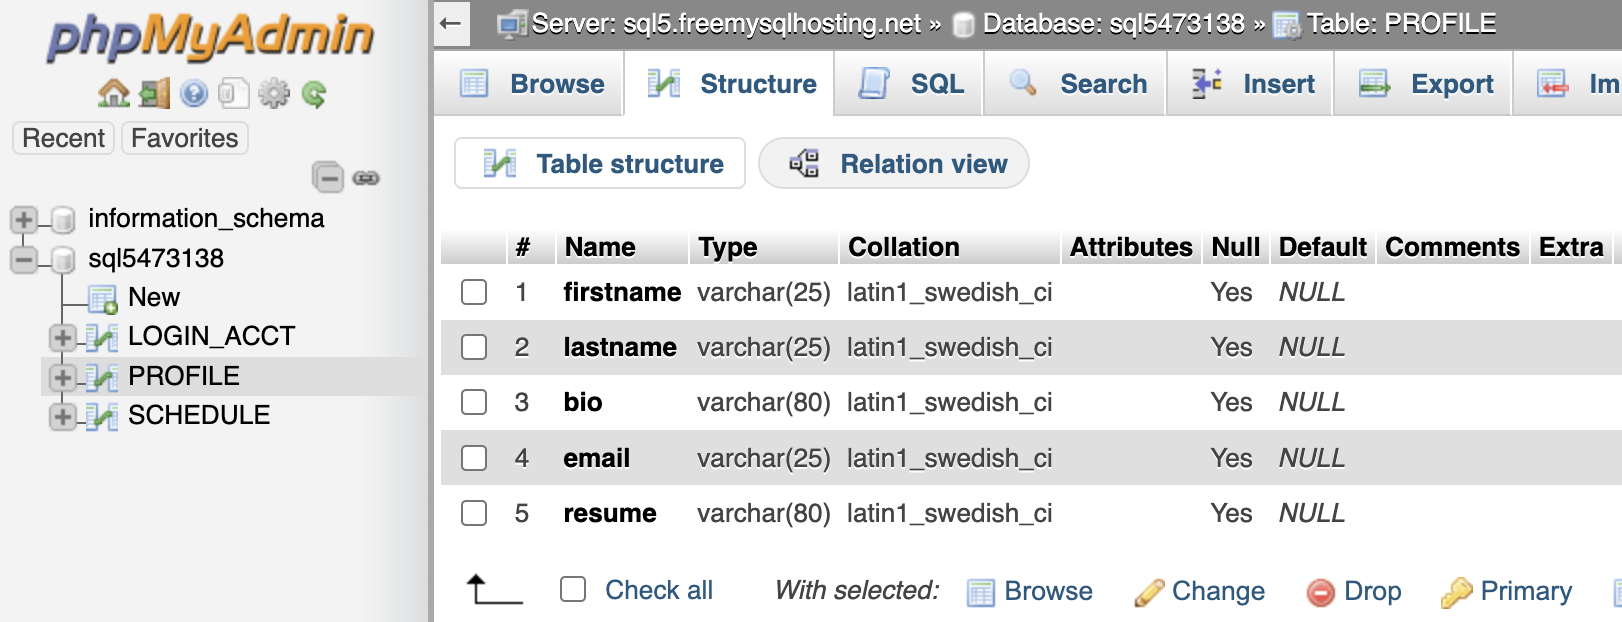 phpMyAdmin
Recent Favorites
information_schema
sql5473138
New
LOGIN_ACCT
PROFILE
SCHEDULE
Server: sql5.freemysqlhosting.net » Database: sql5473138 » Table: PROFILE
Browse Structure SQL Search Insert Export Im
Table structure Relation view
# Name Type Collation Attributes Null Default Comments Extra
1 firstname varchar(25) latin1_swedish_ci Yes NULL
2 lastname varchar(25) latin1_swedish_ci Yes NULL
3 bio varchar(80) latin1_swedish_ci Yes NULL
4 email varchar(25) latin1_swedish_ci Yes NULL
5 resume varchar(80) latin1_swedish_ci Yes NULL
Check all With selected: Browse Change Drop Primary